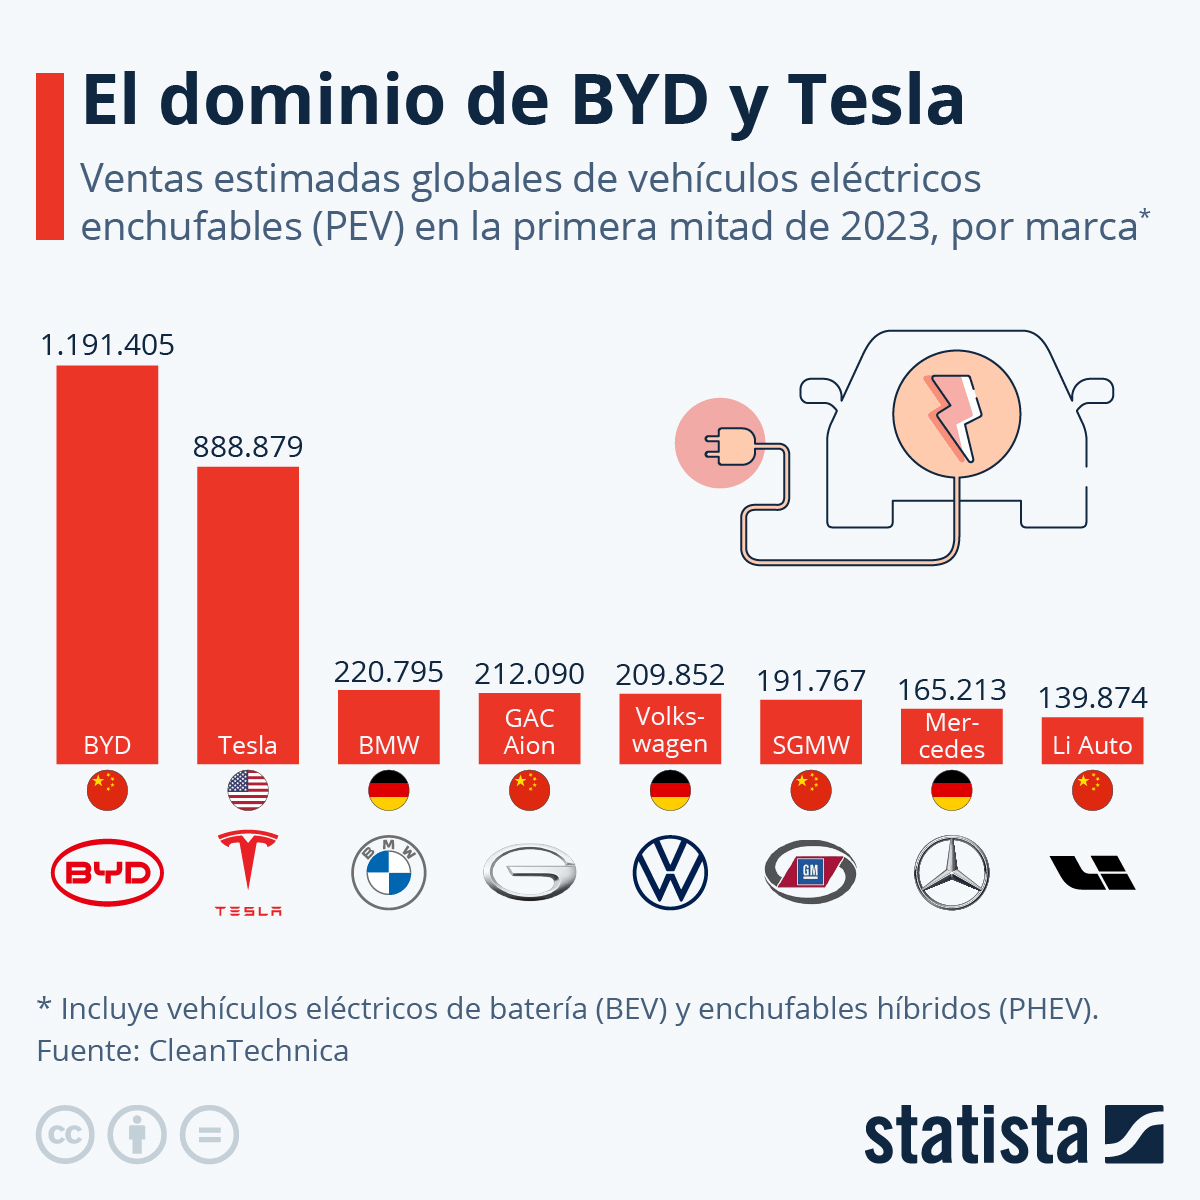 El dominio de BYD y Tesla
Ventas estimadas globales de vehículos eléctricos
enchufables (PEV) en la primera mitad de 2023, por marca*
1.191.405
888.879
220.795
212.090
209.852
191.767
165.213
139.874
BYD
Tesla
BMW
GAC
Aion
Volks-
wagen
SGMW
Mer-
cedes
Li Auto
BYD
TESLA
BMW
GM
* Incluye vehículos eléctricos de batería (BEV) y enchufables híbridos (PHEV).
Fuente: CleanTechnica
cc
statista